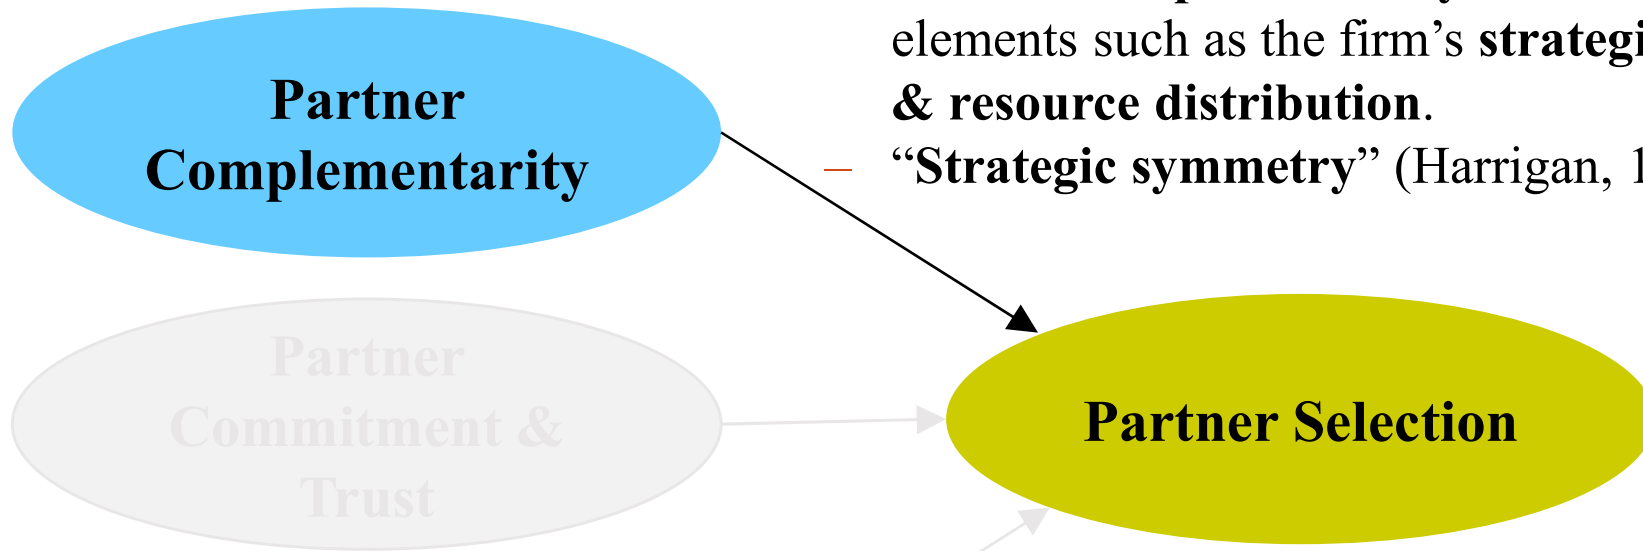 elements such as the firm’s
& resource distribution.
“Strategic symmetry” (Harrigan,
Partner
Complementarity
Partner
Commitment &
Trust
Partner Selection